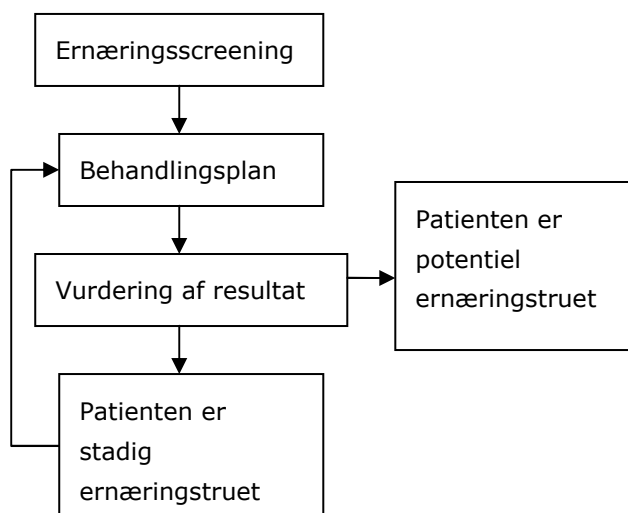 Ernæringsscreening
Behandlingsplan
Vurdering af resultat
Patienten er
potentiel
ernæringstruet
Patienten er
stadig
ernæringstruet